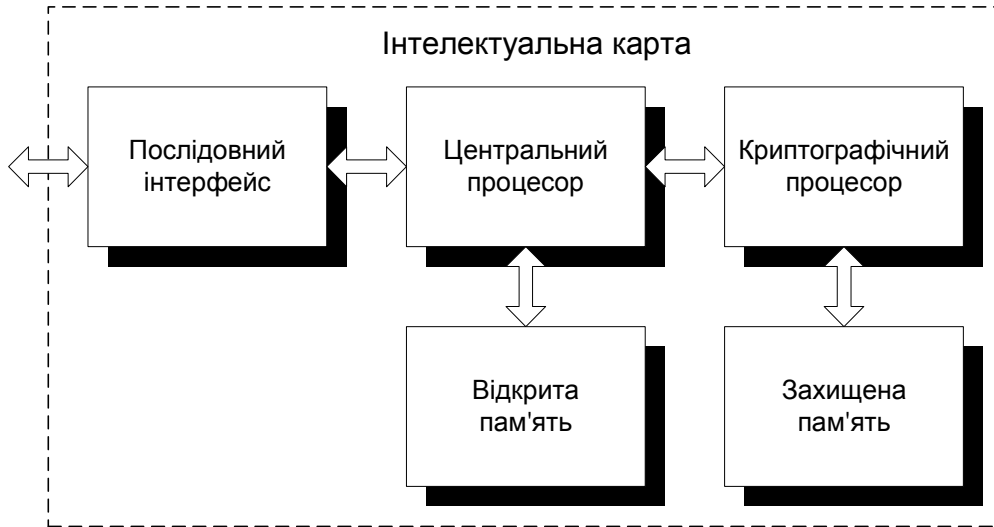 Інтелектуальна карта
Послідовний
інтерфейс
Центральний
процесор
Криптографічний
процесор
Відкрита
пам'ять
Захищена
пам'ять